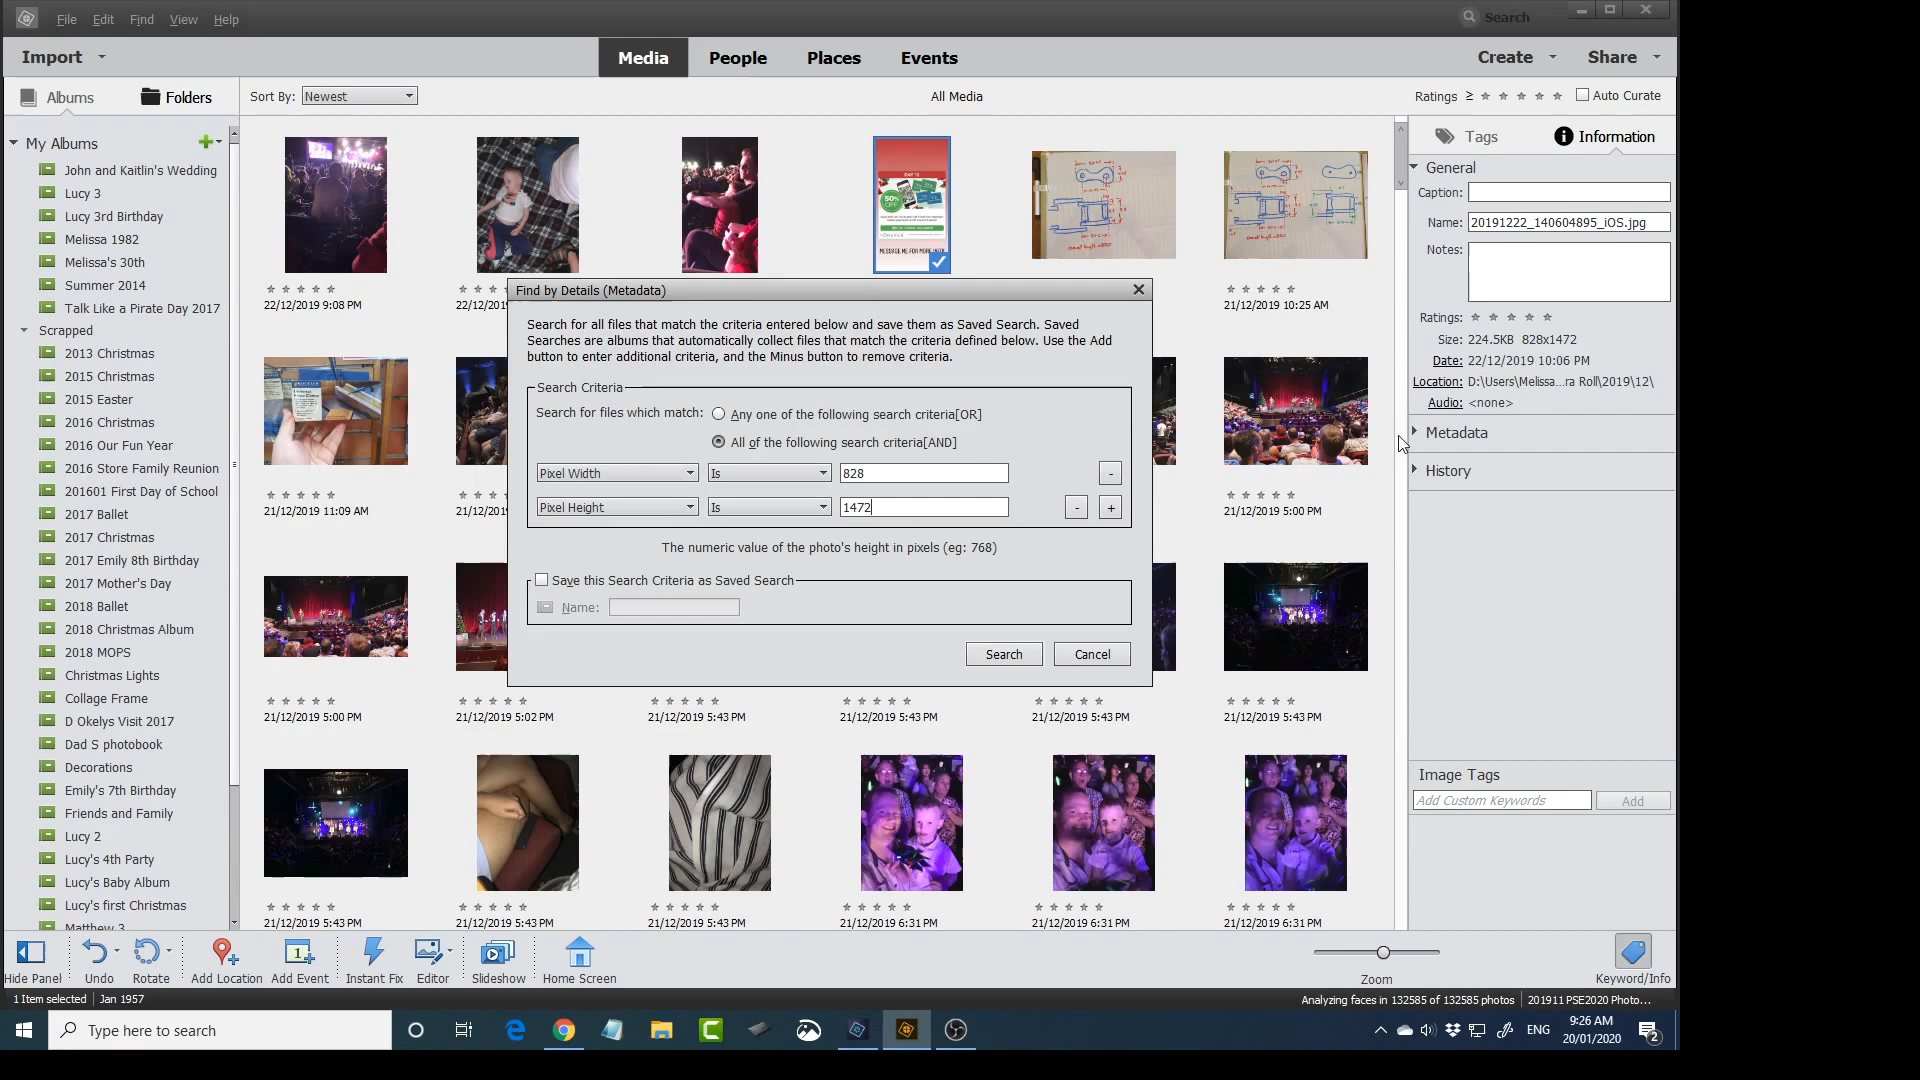 File Edit Find View Help
Search
Import
Media People Places Events
Create Share
Albums Folders
Sort By: Newest
All Media
Ratings ≥ Auto Curate
My Albums
John and Kaitlin's Wedding
Lucy 3
Lucy 3rd Birthday
Melissa 1982
Melissa's 30th
Summer 2014
Talk Like a Pirate Day 2017
Scrapped
2013 Christmas
2015 Christmas
2015 Easter
2016 Christmas
2016 Our Fun Year
2016 Store Family Reunion
201601 First Day of School
2017 Ballet
2017 Christmas
2017 Emily 8th Birthday
2017 Mother's Day
2018 Ballet
2018 Christmas Album
2018 MOPS
Christmas Lights
Collage Frame
D Okelys Visit 2017
Dad S photobook
Decorations
Emily's 7th Birthday
Friends and Family
Lucy 2
Lucy's 4th Party
Lucy's Baby Album
Lucy's first Christmas
Matthew 3
DAY 12
50% OFF
MESSAGE ME FOR MORE INFO!
22/12/2019 9:08 PM
21/12/2019 10:25 AM
21/12/2019 11:09 AM
21/12/2019 5:00 PM
21/12/2019 5:00 PM
21/12/2019 5:02 PM
21/12/2019 5:43 PM
21/12/2019 5:43 PM
21/12/2019 5:43 PM
21/12/2019 5:43 PM
21/12/2019 5:43 PM
21/12/2019 5:43 PM
21/12/2019 5:43 PM
21/12/2019 6:31 PM
21/12/2019 6:31 PM
21/12/2019 6:31 PM
Find by Details (Metadata)
Search for all files that match the criteria entered below and save them as Saved Search. Saved
Searches are albums that automatically collect files that match the criteria defined below. Use the Add
button to enter additional criteria, and the Minus button to remove criteria.
Search Criteria
Search for files which match: Any one of the following search criteria[OR]
All of the following search criteria[AND]
Pixel Width Is 828 -
Pixel Height Is 1472 - +
The numeric value of the photo's height in pixels (eg: 768)
Save this Search Criteria as Saved Search
Name:
Search Cancel
Tags Information
General
Caption:
Name: 20191222_140604895_iOS.jpg
Notes:
Ratings:
Size: 224.5KB 828x1472
Date: 22/12/2019 10:06 PM
Location: D:\Users\Melissa...ra Roll\2019\12\
Audio: <none>
Metadata
History
Image Tags
Add Custom Keywords Add
Hide Panel Undo Rotate Add Location Add Event Instant Fix Editor Slideshow Home Screen Zoom Keyword/Info
1 Item selected Jan 1957
Analyzing faces in 132585 of 132585 photos 201911 PSE2020 Photo...
Type here to search
ENG
9:26 AM
20/01/2020
2